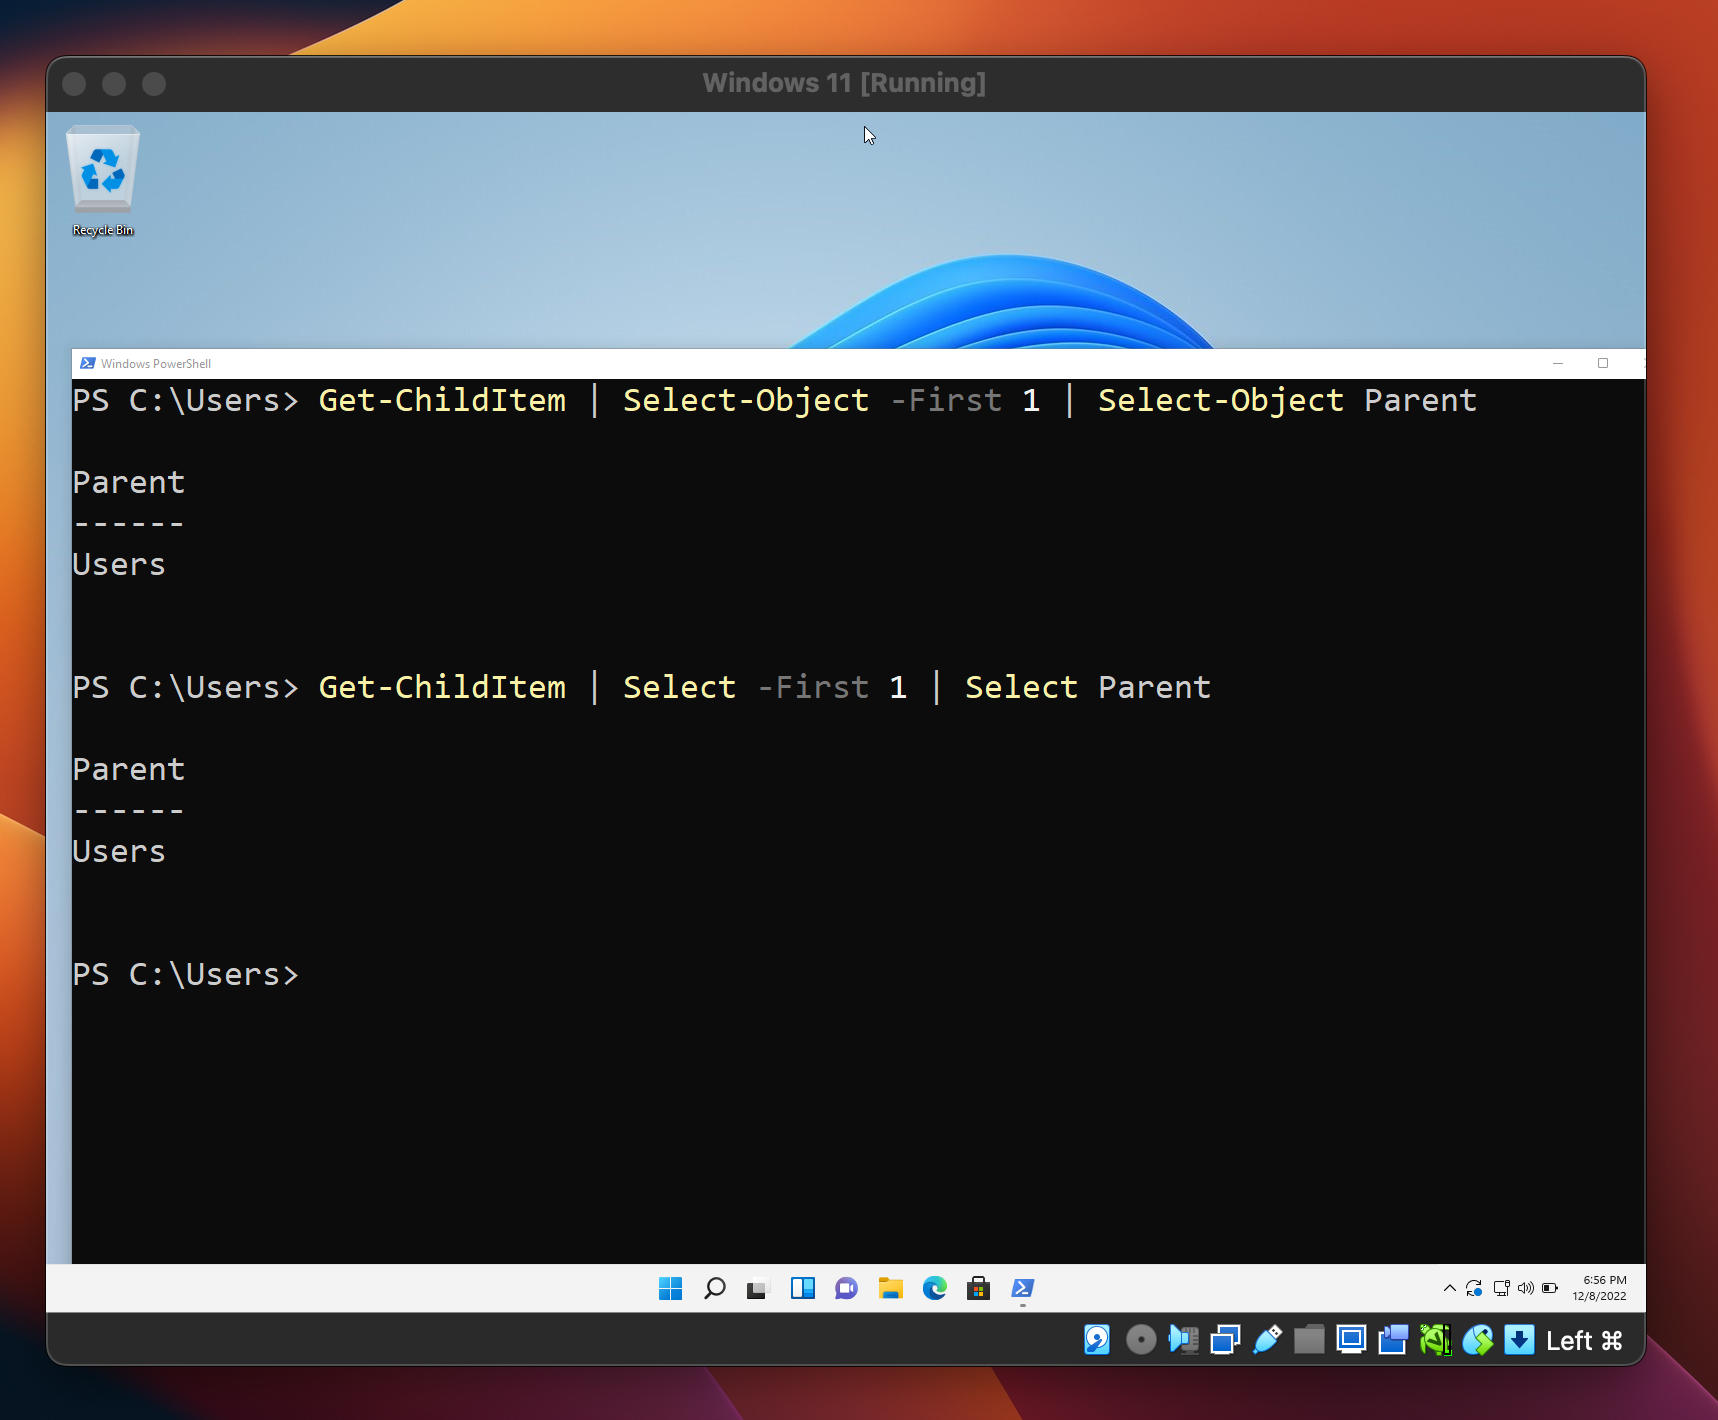 Windows 11 [Running]
Recycle Bin
Windows PowerShell
PS C:\Users> Get-ChildItem | Select-Object -First 1 | Select-Object Parent
Parent
------
Users
PS C:\Users> Get-ChildItem | Select -First 1 | Select Parent
Parent
------
Users
PS C:\Users>
6:56 PM
12/8/2022
Left ⌘